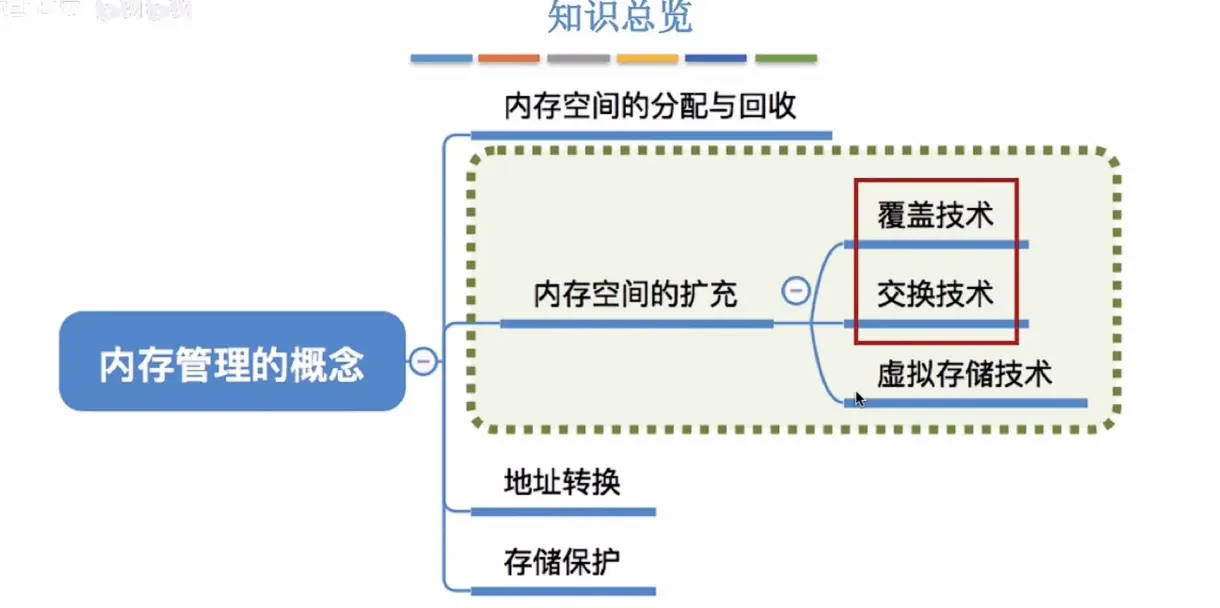 知识总览
内存空间的分配与回收
覆盖技术
内存空间的扩充
交换技术
内存管理的概念
虚拟存储技术
地址转换
存储保护